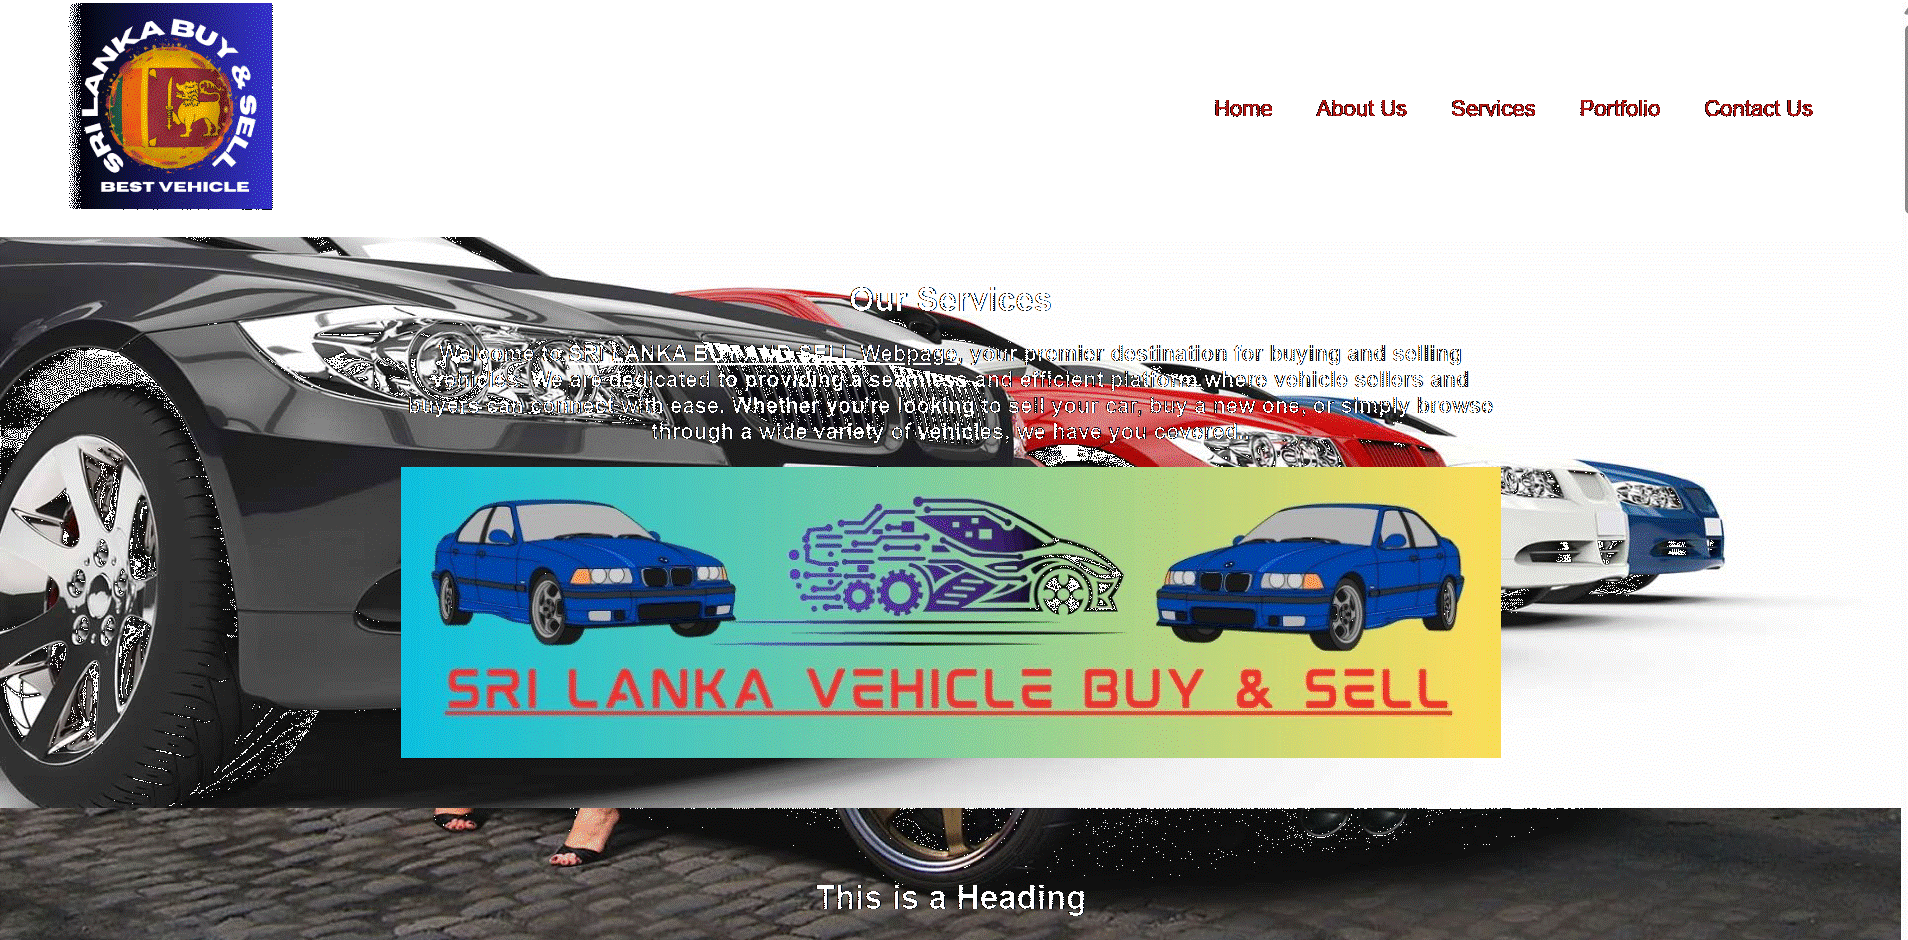 SRI LANKA BUY & SELL
BEST VEHICLE
Home About Us Services Portfolio Contact Us
Our Services
Welcome to SRI LANKA BUY AND SELL Webpage, your premier destination for buying and selling
vehicles. We are dedicated to providing a seamless and efficient platform where vehicle sellers and
buyers can connect with ease. Whether you're looking to sell your car, buy a new one, or simply browse
through a wide variety of vehicles, we have you covered.
SRI LANKA VEHICLE BUY & SELL
This is a Heading